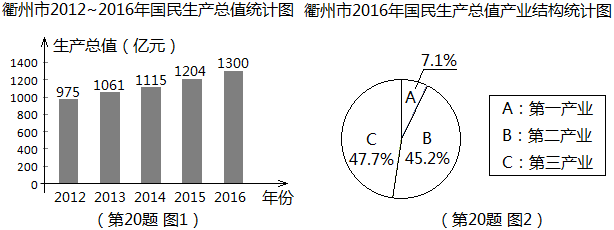 衢州市2012~2016年国民生产总值统计图
生产总值（亿元）
1400
1200
1000
800
600
400
200
0
975
1061
1115
1204
1300
2012 2013 2014 2015 2016 年份
（第20题 图1）
衢州市2016年国民生产总值产业结构统计图
7.1%
A
B
45.2%
C
47.7%
A：第一产业
B：第二产业
C：第三产业
（第20题 图2）